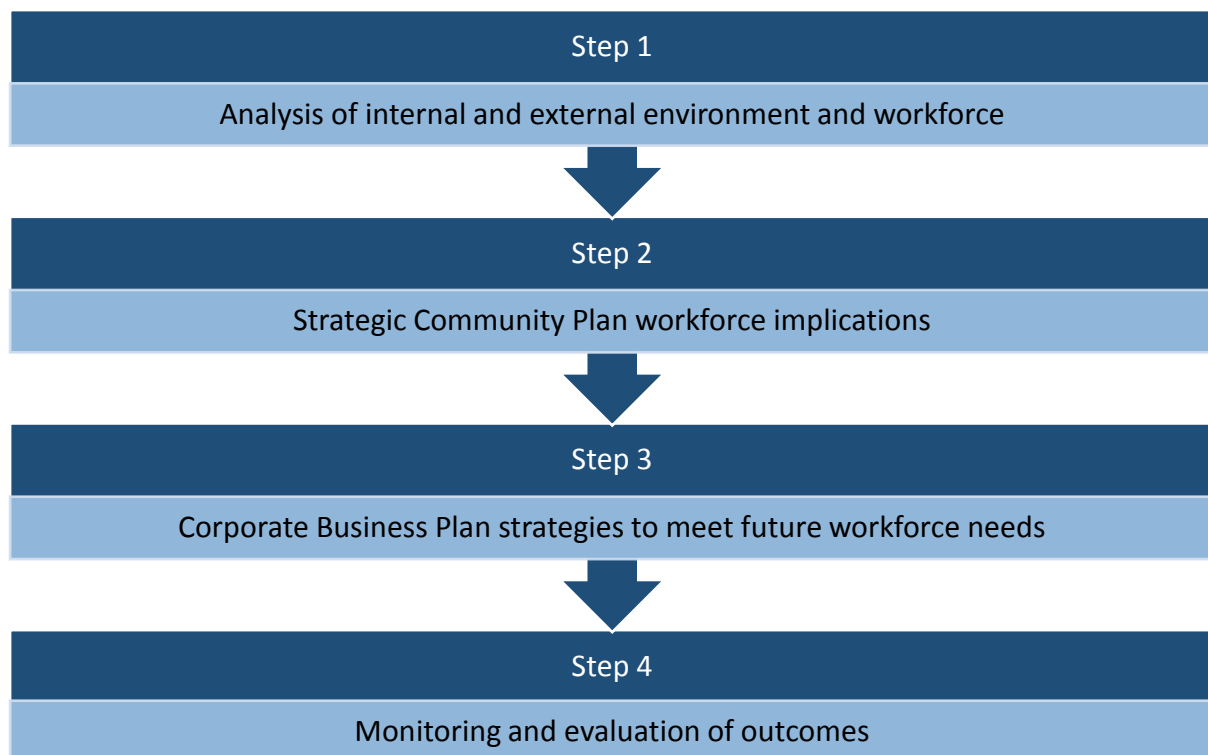 Step 1
Analysis of internal and external environment and workforce
Step 2
Strategic Community Plan workforce implications
Step 3
Corporate Business Plan strategies to meet future workforce needs
Step 4
Monitoring and evaluation of outcomes